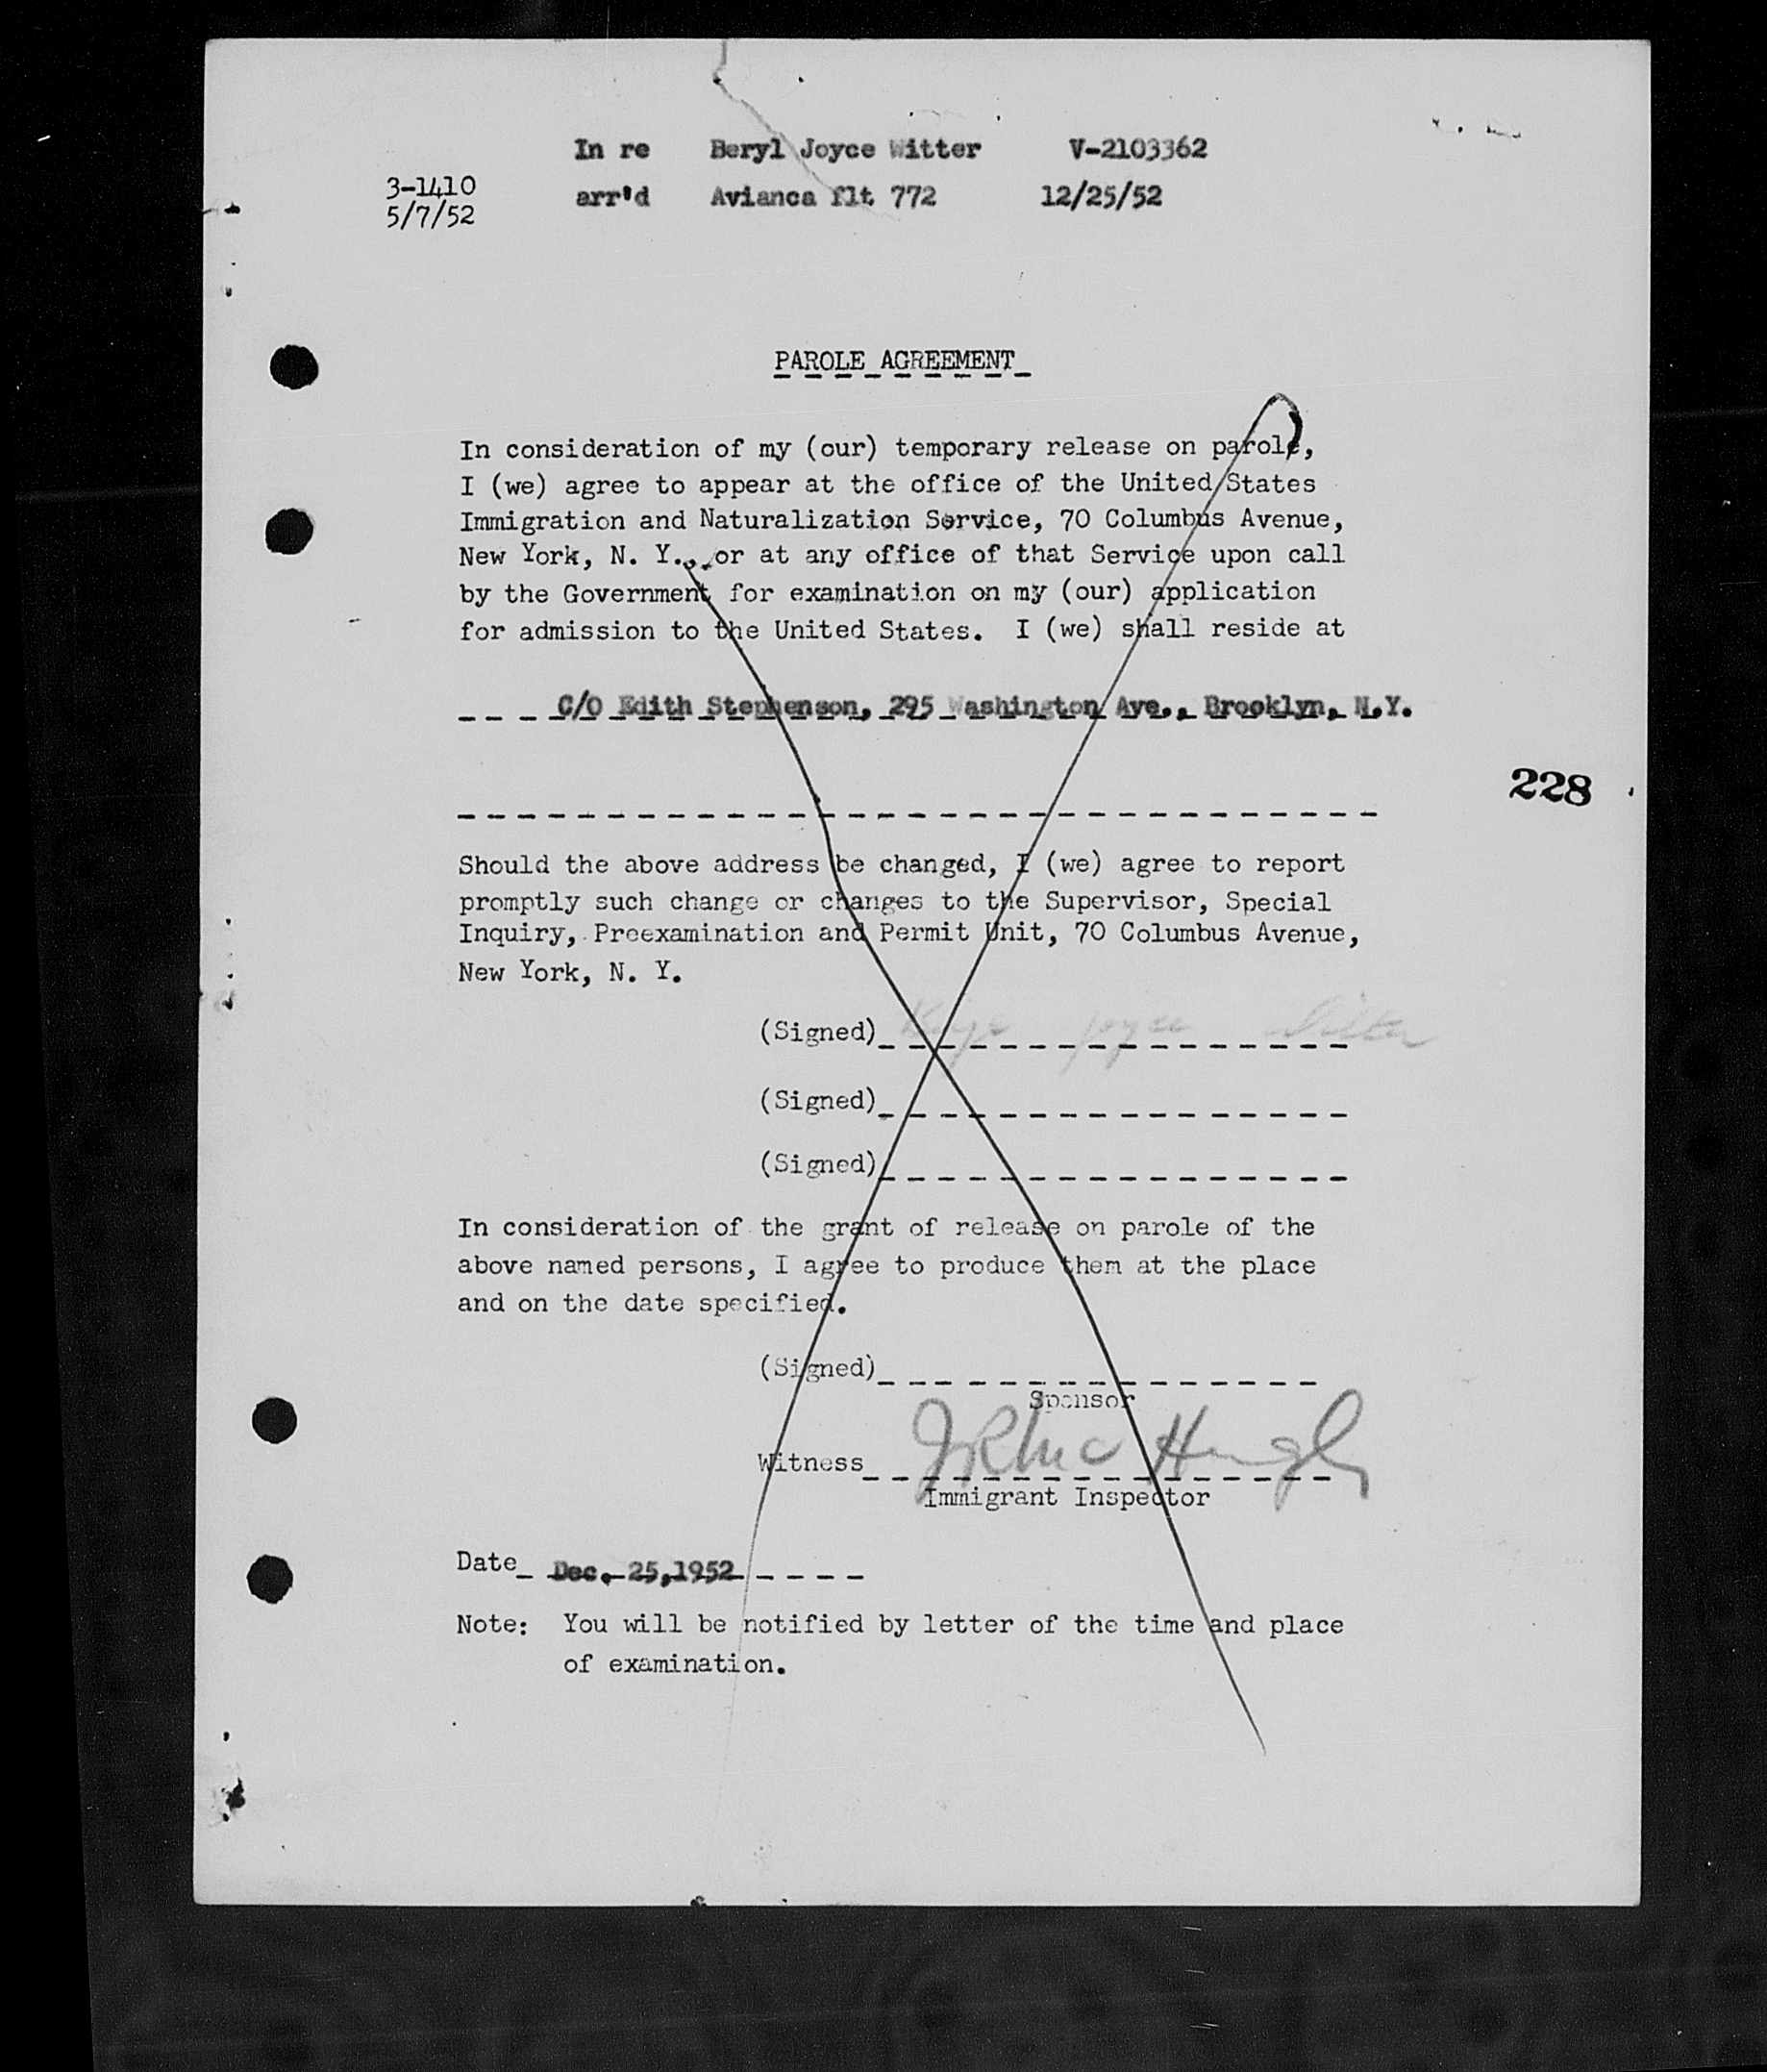 In re Beryl Joyce Witter V-2103362
3-1410
arr'd Avianca flt 772 12/25/52
5/7/52
PAROLE AGREEMENT
In consideration of my (our) temporary release on parole,
I (we) agree to appear at the office of the United States
Immigration and Naturalization Service, 70 Columbus Avenue,
New York, N. Y., or at any office of that Service upon call
by the Government for examination on my (our) application
for admission to the United States. I (we) shall reside at
C/O Edith Stephenson, 295 Washington Ave., Brooklyn, N.Y.
228
Should the above address be changed, I (we) agree to report
promptly such change or changes to the Supervisor, Special
Inquiry, Preexamination and Permit Unit, 70 Columbus Avenue,
New York, N. Y.
(Signed) Joyce Witter
(Signed)
(Signed)
In consideration of the grant of release on parole of the
above named persons, I agree to produce them at the place
and on the date specified.
(Signed)
Sponsor
Witness
Immigrant Inspector
Date Dec. 25,1952
Note: You will be notified by letter of the time and place
of examination.